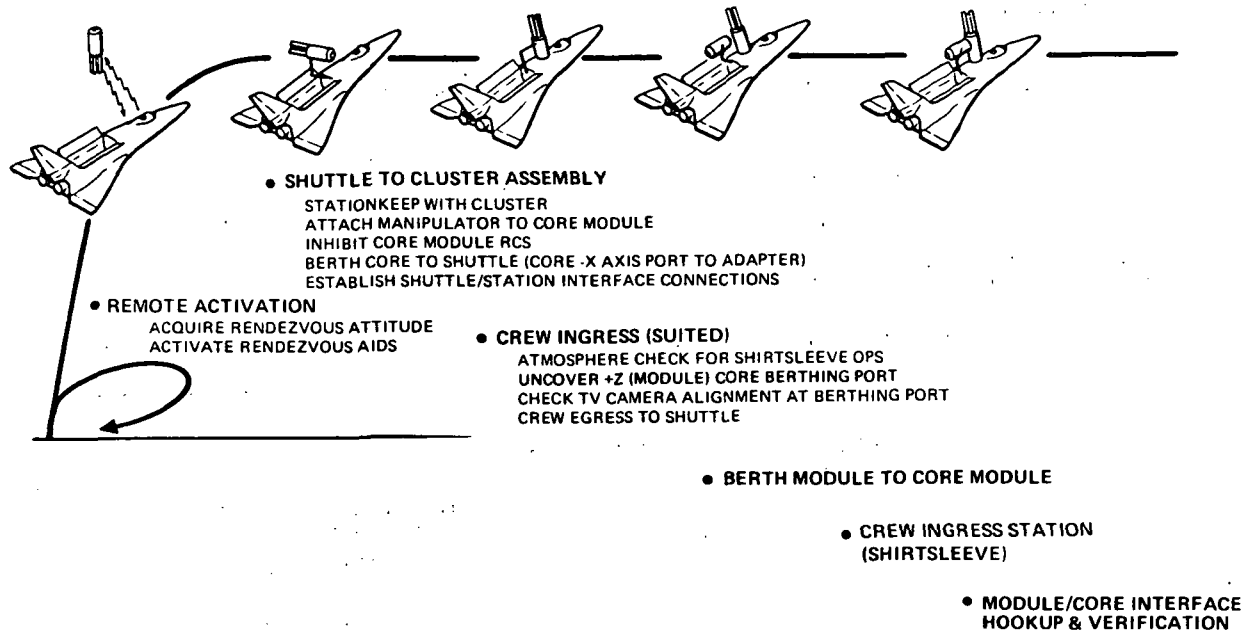 • SHUTTLE TO CLUSTER ASSEMBLY
STATIONKEEP WITH CLUSTER
ATTACH MANIPULATOR TO CORE MODULE
INHIBIT CORE MODULE RCS
BERTH CORE TO SHUTTLE (CORE -X AXIS PORT TO ADAPTER)
ESTABLISH SHUTTLE/STATION INTERFACE CONNECTIONS
• REMOTE ACTIVATION
ACQUIRE RENDEZVOUS ATTITUDE
ACTIVATE RENDEZVOUS AIDS
• CREW INGRESS (SUITED)
ATMOSPHERE CHECK FOR SHIRTSLEEVE OPS
UNCOVER +Z (MODULE) CORE BERTHING PORT
CHECK TV CAMERA ALIGNMENT AT BERTHING PORT
CREW EGRESS TO SHUTTLE
• BERTH MODULE TO CORE MODULE
• CREW INGRESS STATION
(SHIRTSLEEVE)
• MODULE/CORE INTERFACE
HOOKUP & VERIFICATION